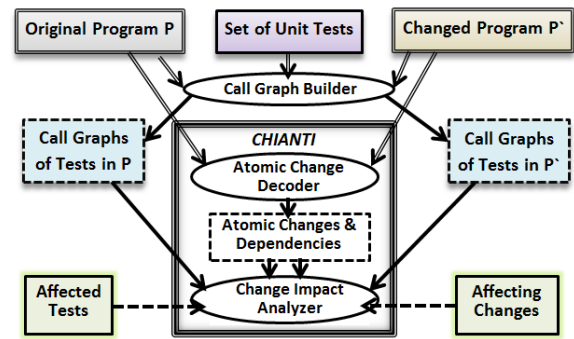 Original Program P
Set of Unit Tests
Changed Program P`
Call Graph Builder
Call Graphs
of Tests in P
CHIANTI
Call Graphs
of Tests in P`
Atomic Change
Decoder
Atomic Changes &
Dependencies
Affected
Tests
Change Impact
Analyzer
Affecting
Changes